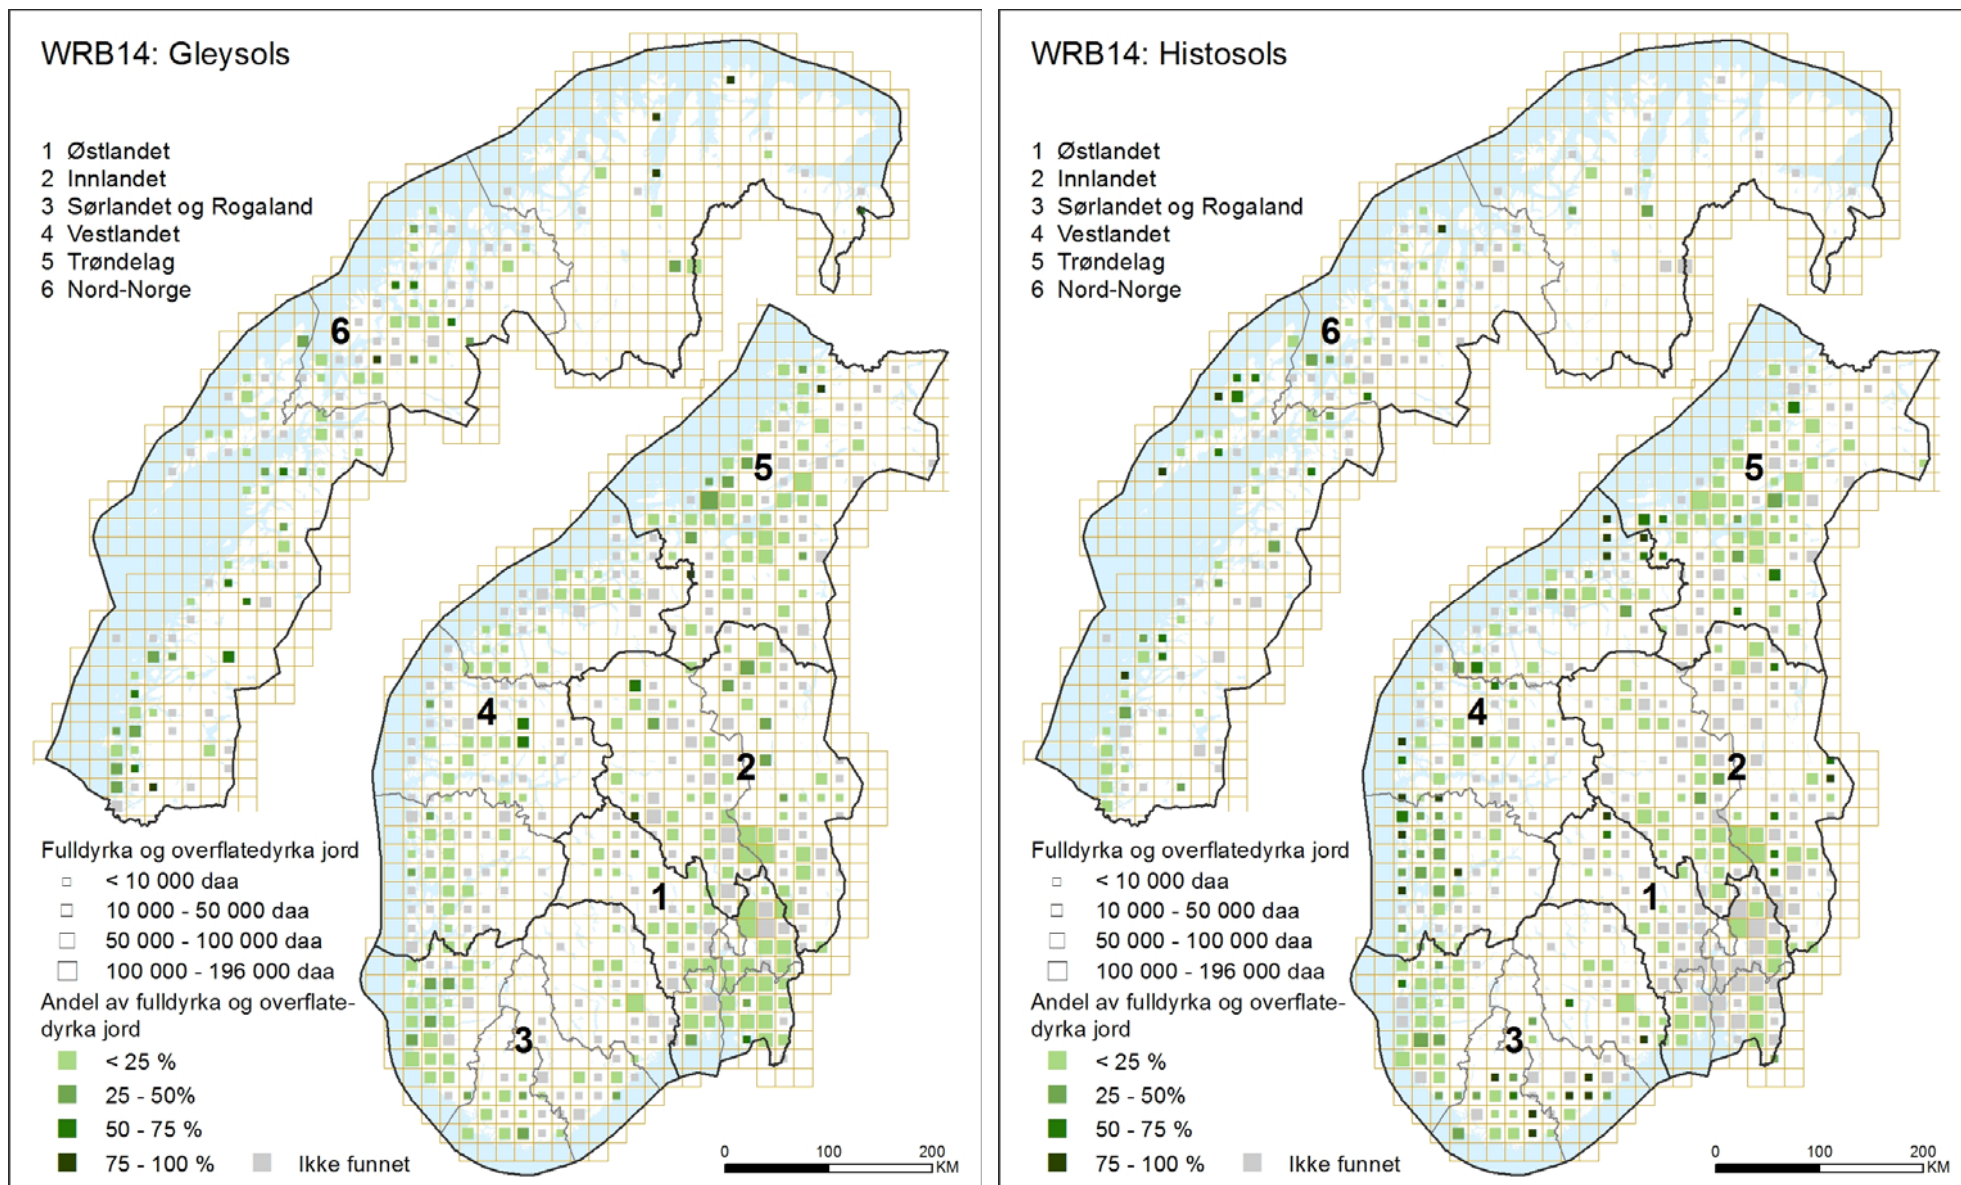 WRB14: Gleysols
1 Østlandet
2 Innlandet
3 Sørlandet og Rogaland
4 Vestlandet
5 Trøndelag
6 Nord-Norge
6
5
4
2
1
3
Fulldyrka og overflatedyrka jord
< 10 000 daa
10 000 - 50 000 daa
50 000 - 100 000 daa
100 000 - 196 000 daa
Andel av fulldyrka og overflate-
dyrka jord
< 25 %
25 - 50%
50 - 75 %
75 - 100 %
Ikke funnet
0 100 200
KM
WRB14: Histosols
1 Østlandet
2 Innlandet
3 Sørlandet og Rogaland
4 Vestlandet
5 Trøndelag
6 Nord-Norge
6
5
4
2
1
3
Fulldyrka og overflatedyrka jord
< 10 000 daa
10 000 - 50 000 daa
50 000 - 100 000 daa
100 000 - 196 000 daa
Andel av fulldyrka og overflate-
dyrka jord
< 25 %
25 - 50%
50 - 75 %
75 - 100 %
Ikke funnet
0 100 200
KM